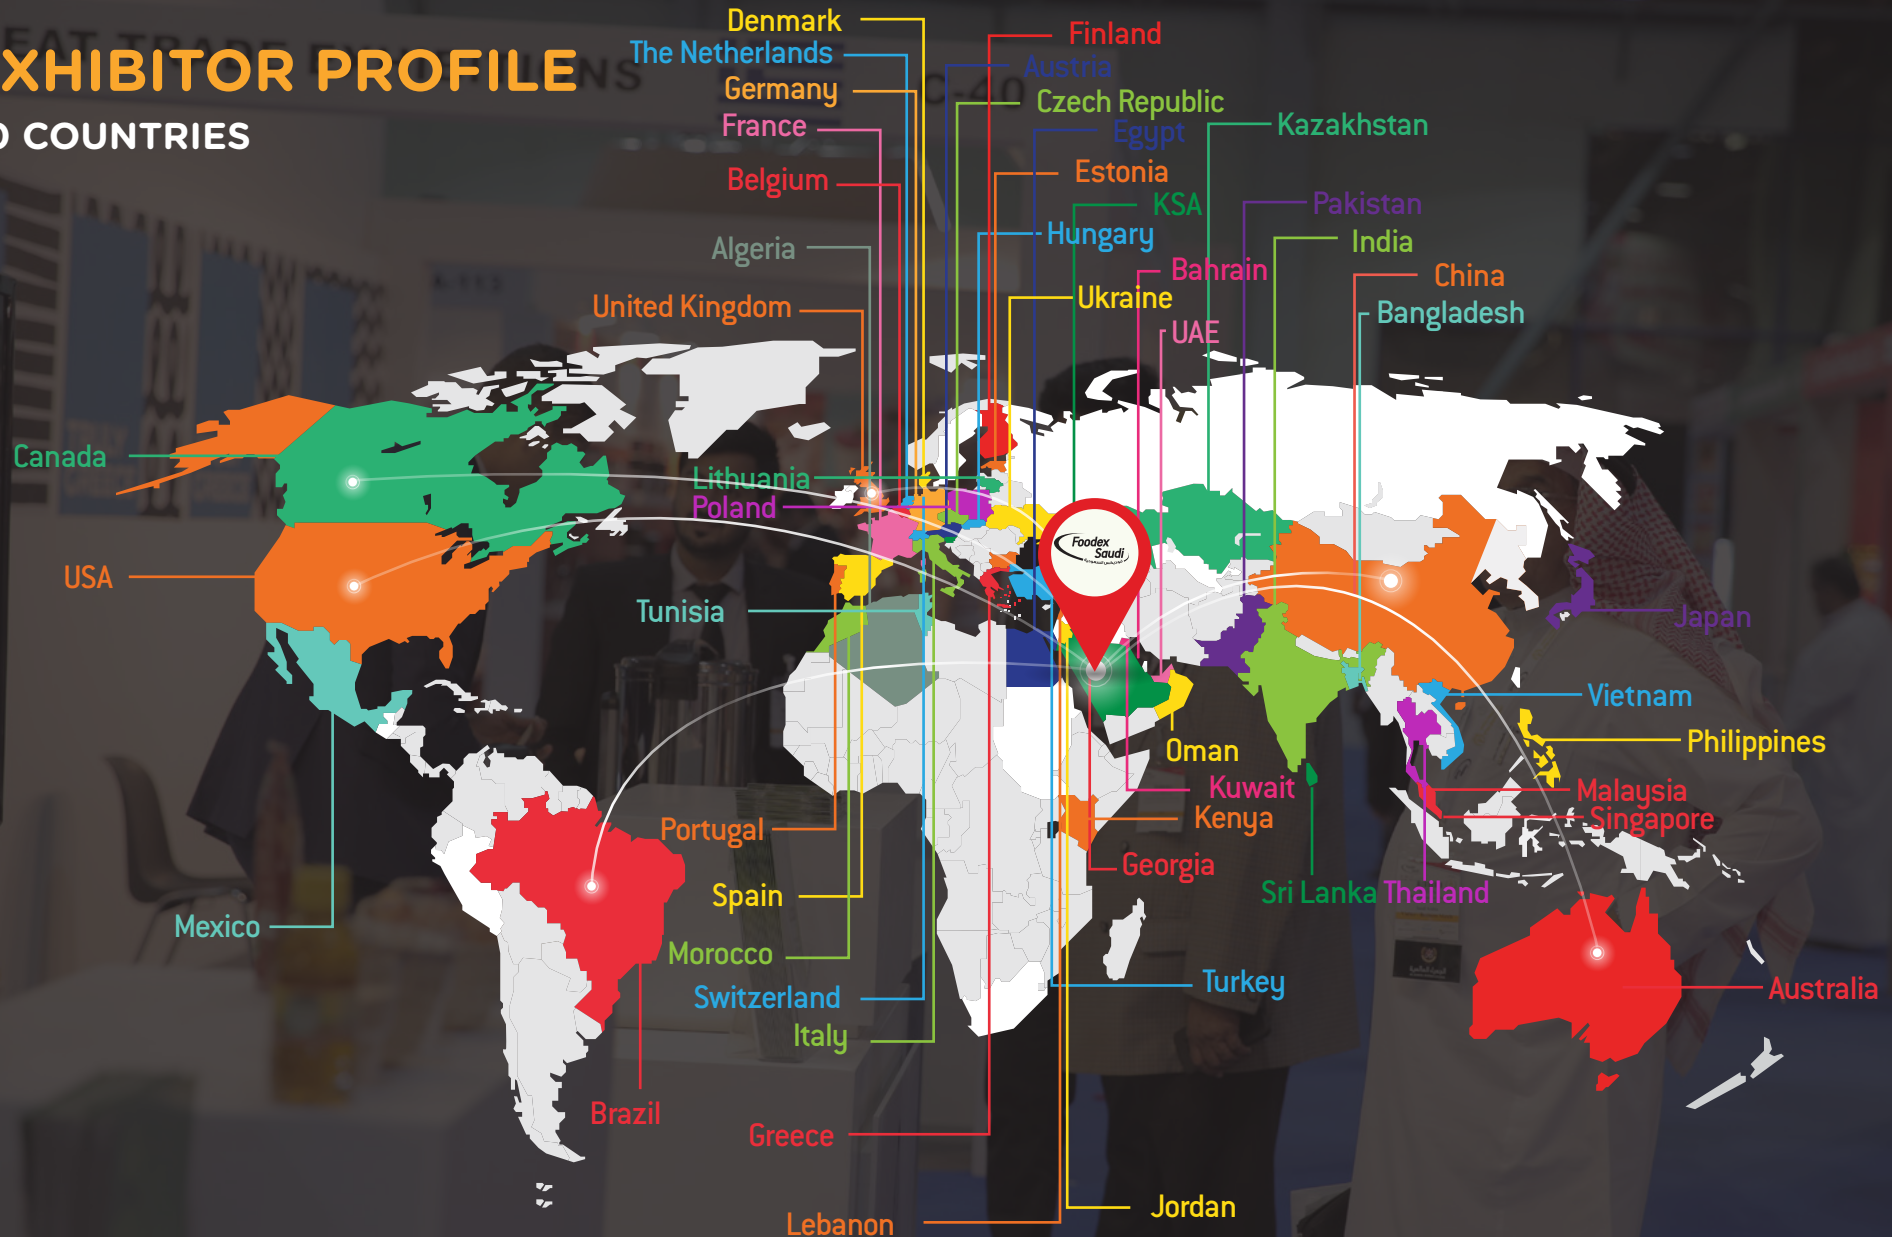 XHIBITOR PROFILE
COUNTRIES
Denmark
The Netherlands
Germany
France
Belgium
Algeria
United Kingdom
Finland
Austria
C-40
Czech Republic
Egypt
Kazakhstan
Estonia
KSA
Pakistan
Hungary
India
Bahrain
China
Ukraine
Bangladesh
UAE
Canada
Lithuania
Poland
USA
Tunisia
Foodex
Saudi
Japan
Vietnam
Philippines
Oman
Kuwait
Malaysia
Kenya
Singapore
Portugal
Georgia
Spain
Sri Lanka
Thailand
Mexico
Morocco
Switzerland
Turkey
Australia
Italy
Brazil
Greece
Jordan
Lebanon